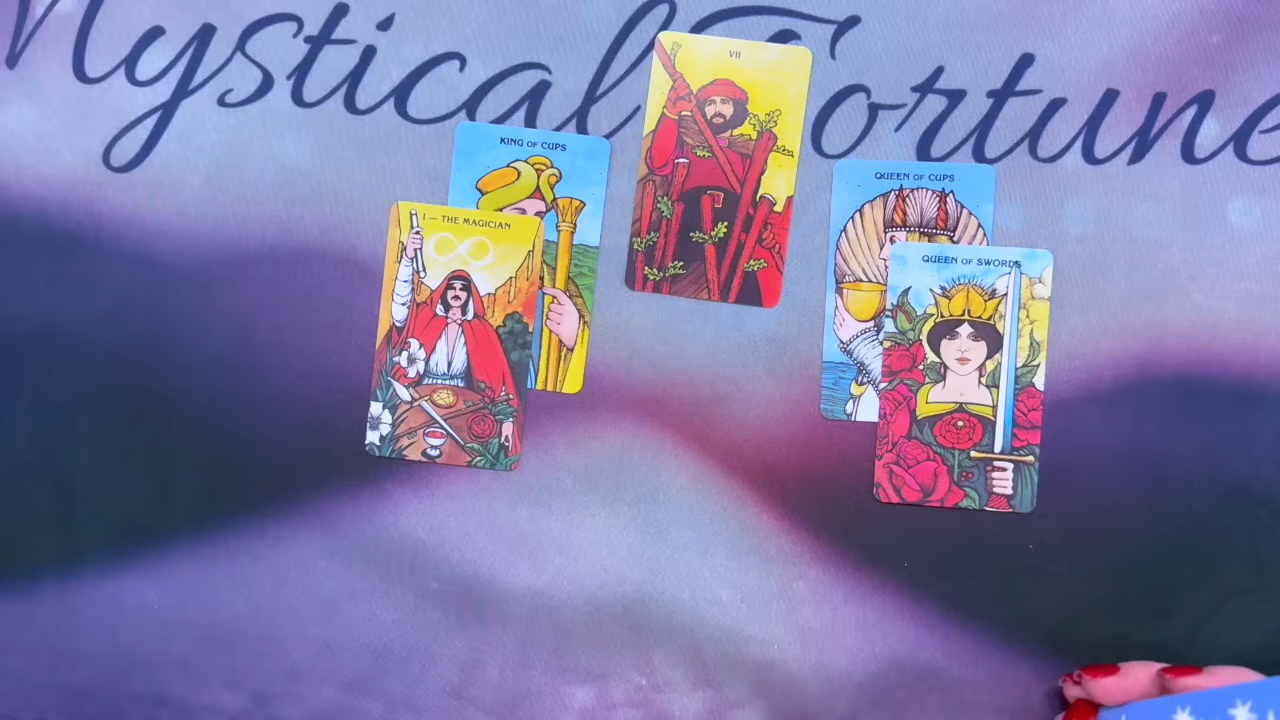 Mystical Fortune
VII
KING OF CUPS
I — THE MAGICIAN
QUEEN OF CUPS
QUEEN OF SWORDS